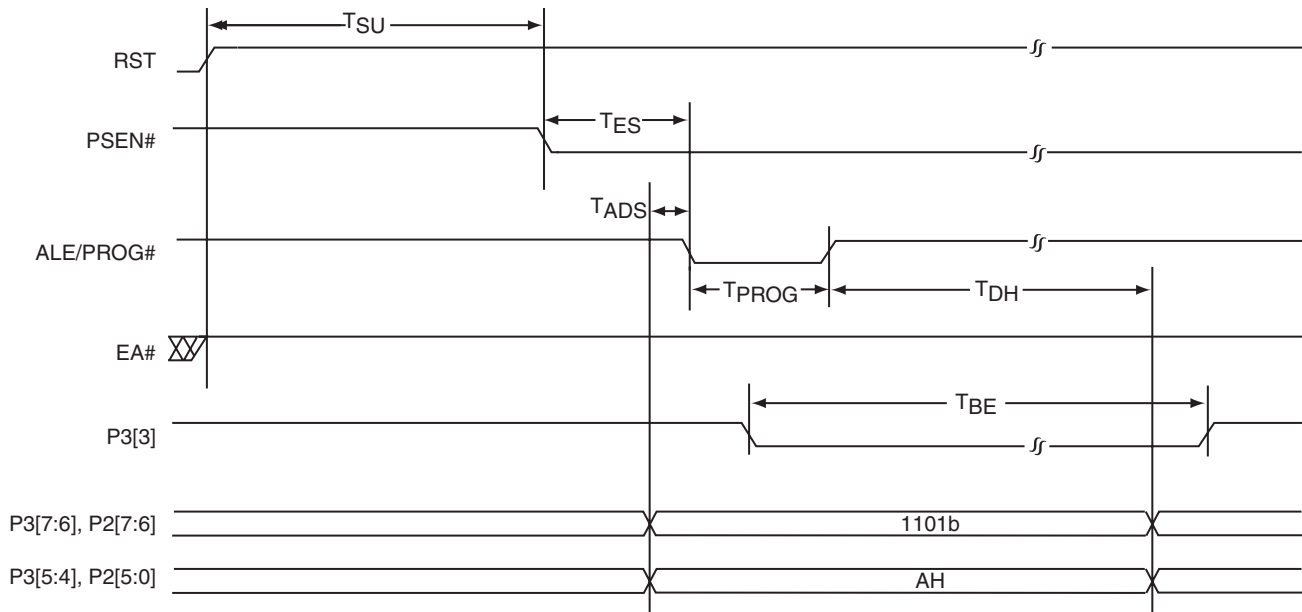 TSU
RST
TES
PSEN#
TADS
ALE/PROG#
TPROG
TDH
EA#
TBE
P3[3]
P3[7:6], P2[7:6]
1101b
P3[5:4], P2[5:0]
AH